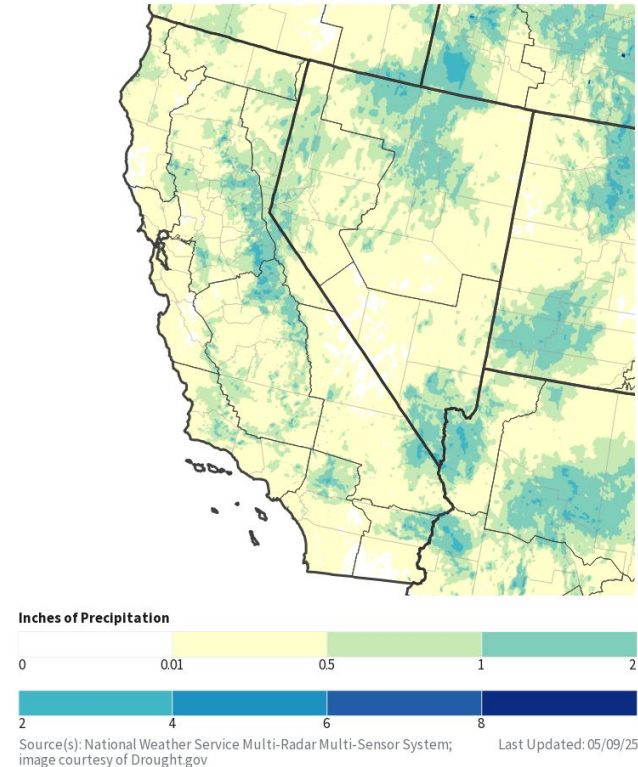 Inches of Precipitation
0 0.01 0.5 1 2
2 4 6 8
Source(s): National Weather Service Multi-Radar Multi-Sensor System; Last Updated: 05/09/25
image courtesy of Drought.gov